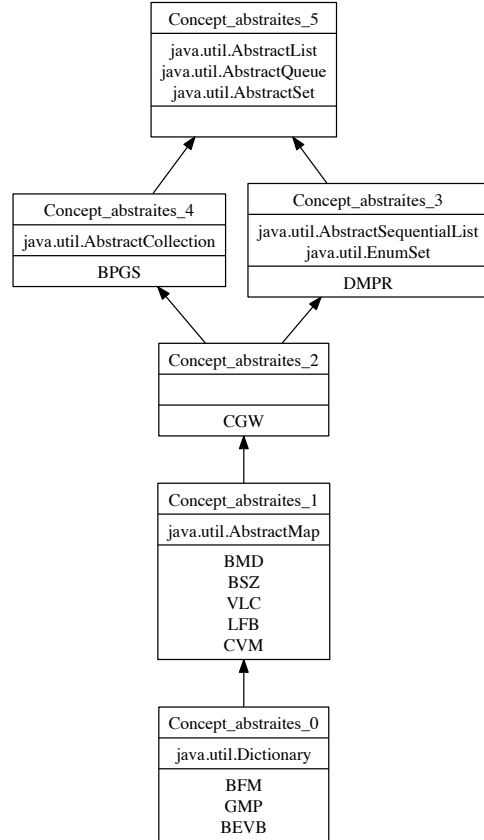 Concept_abstraites_5
java.util.AbstractList
java.util.AbstractQueue
java.util.AbstractSet
Concept_abstraites_4
java.util.AbstractCollection
BPGS
Concept_abstraites_3
java.util.AbstractSequentialList
java.util.EnumSet
DMPR
Concept_abstraites_2
CGW
Concept_abstraites_1
java.util.AbstractMap
BMD
BSZ
VLC
LFB
CVM
Concept_abstraites_0
java.util.Dictionary
BFM
GMP
BEVB